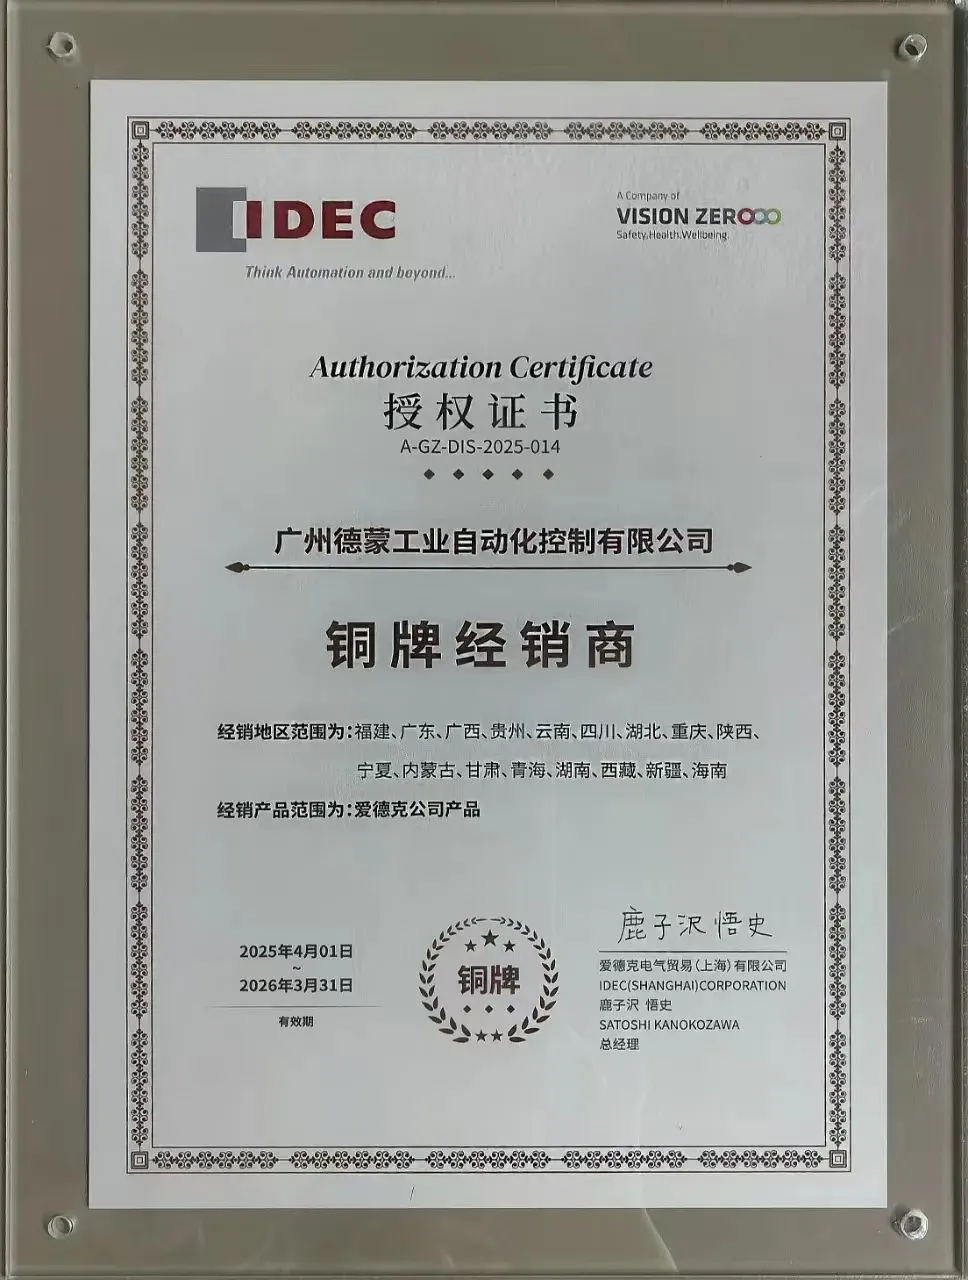 IDEC
Think Automation and beyond...
A Company of
VISION ZERO
Safety.Health.Wellbeing.
Authorization Certificate
授权证书
A-GZ-DIS-2025-014
广州德蒙工业自动化控制有限公司
铜牌经销商
经销地区范围为:福建、广东、广西、贵州、云南、四川、湖北、重庆、陕西、
宁夏、内蒙古、甘肃、青海、湖南、西藏、新疆、海南
经销产品范围为:爱德克公司产品
2025年4月01日
~
2026年3月31日
有效期
铜牌
鹿子沢悟史
爱德克电气贸易(上海)有限公司
IDEC(SHANGHAI)CORPORATION
鹿子沢 悟史
SATOSHI KANOKOZAWA
总经理